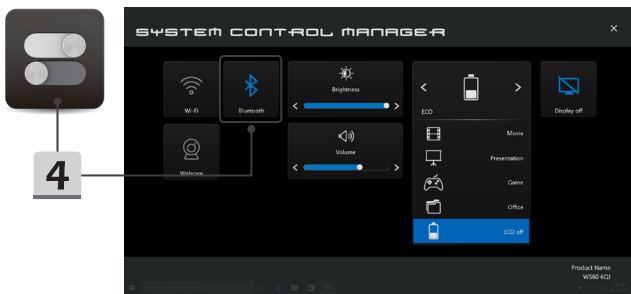 SYSTEM CONTROL MANAGER
Wi-Fi
Bluetooth
Brightness
ECO
Display off
Webcam
Volume
Movie
Presentation
Game
Office
ECO off
4
Product Name
WS60 6QJ